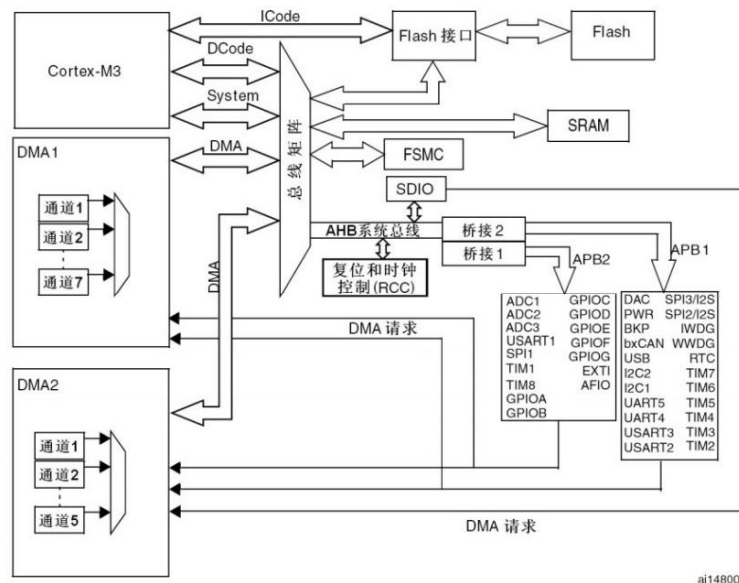 ICode
Flash 接口
Flash
Cortex-M3
DCode
System
总线矩阵
SRAM
DMA
FSMC
DMA1
通道1
通道2
通道7
SDIO
AHB系统总线
桥接2
桥接1
复位和时钟
控制(RCC)
DMA
APB2
APB1
DMA 请求
ADC1 GPIOC
ADC2 GPIOD
ADC3 GPIOE
USART1 GPIOF
SPI1 GPIOG
TIM1 EXTI
TIM8 AFIO
GPIOA
GPIOB
DAC SPI3/I2S
PWR SPI2/I2S
BKP IWDG
bxCAN WWDG
USB RTC
I2C2 TIM7
I2C1 TIM6
UART5 TIM5
UART4 TIM4
USART3 TIM3
USART2 TIM2
DMA2
通道1
通道2
通道5
DMA 请求
ai14800